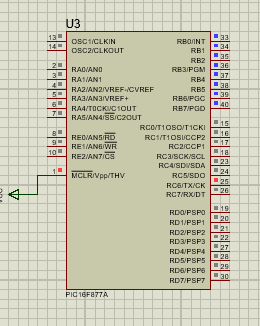 U3
13 OSC1/CLKIN RB0/INT 33
14 OSC2/CLKOUT RB1 34
RB2 35
2 RA0/AN0 RB3/PGM 36
3 RA1/AN1 RB4 37
4 RA2/AN2/VREF-/CVREF RB5 38
5 RA3/AN3/VREF+ RB6/PGC 39
6 RA4/T0CKI/C1OUT RB7/PGD 40
7 RA5/AN4/SS/C2OUT
RC0/T1OSO/T1CKI 15
8 RE0/AN5/RD RC1/T1OSI/CCP2 16
9 RE1/AN6/WR RC2/CCP1 17
10 RE2/AN7/CS RC3/SCK/SCL 18
RC4/SDI/SDA 23
1 MCLR/Vpp/THV RC5/SDO 24
RC6/TX/CK 25
RC7/RX/DT 26
RD0/PSP0 19
RD1/PSP1 20
RD2/PSP2 21
RD3/PSP3 22
RD4/PSP4 27
RD5/PSP5 28
RD6/PSP6 29
RD7/PSP7 30
PIC16F877A